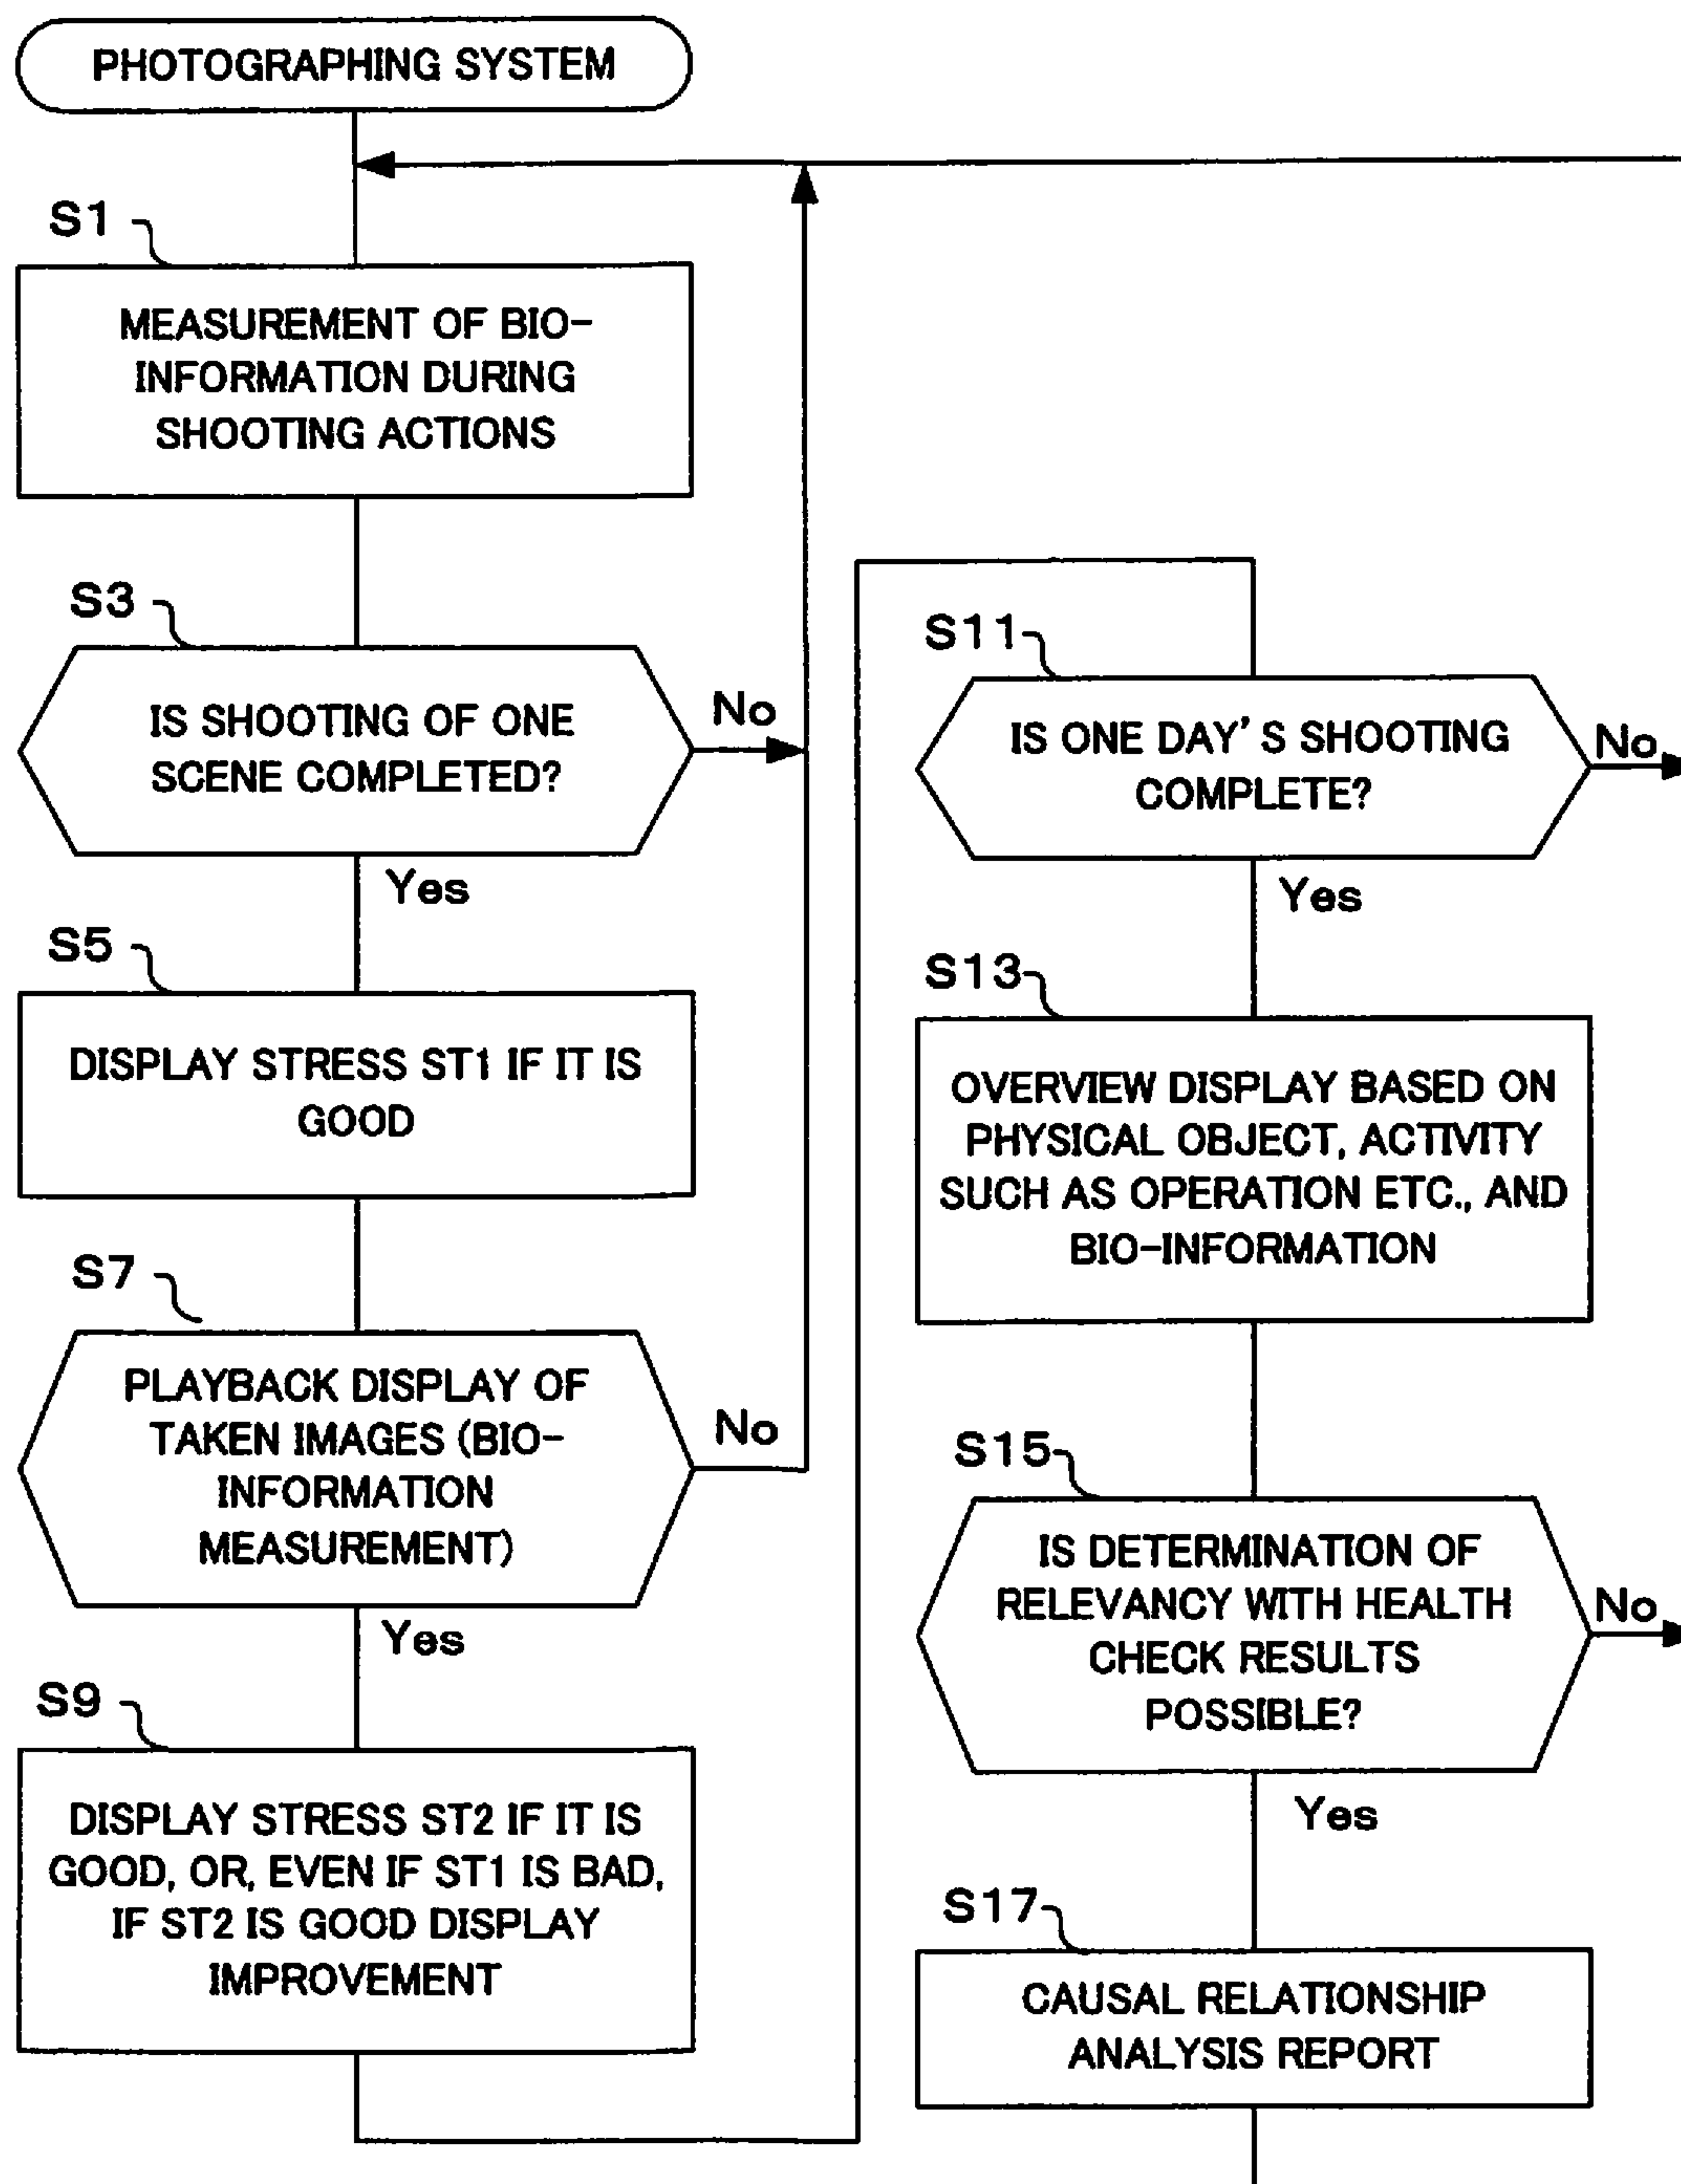 PHOTOGRAPHING SYSTEM
S1
MEASUREMENT OF BIO-
INFORMATION DURING
SHOOTING ACTIONS
S3
IS SHOOTING OF ONE
SCENE COMPLETED?
No
Yes
S5
DISPLAY STRESS ST1 IF IT IS
GOOD
S7
PLAYBACK DISPLAY OF
TAKEN IMAGES (BIO-
INFORMATION
MEASUREMENT)
No
Yes
S9
DISPLAY STRESS ST2 IF IT IS
GOOD, OR, EVEN IF ST1 IS BAD,
IF ST2 IS GOOD DISPLAY
IMPROVEMENT
S11
IS ONE DAY'S SHOOTING
COMPLETE?
No
Yes
S13
OVERVIEW DISPLAY BASED ON
PHYSICAL OBJECT, ACTIVITY
SUCH AS OPERATION ETC., AND
BIO-INFORMATION
S15
IS DETERMINATION OF
RELEVANCY WITH HEALTH
CHECK RESULTS
POSSIBLE?
No
Yes
S17
CAUSAL RELATIONSHIP
ANALYSIS REPORT